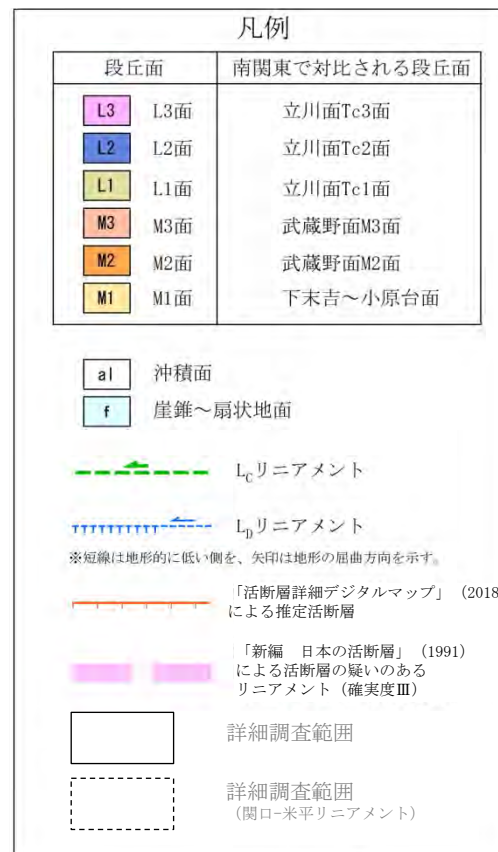 凡例
段丘面 南関東で対比される段丘面
L3 L3面 立川面Tc3面
L2 L2面 立川面Tc2面
L1 L1面 立川面Tc1面
M3 M3面 武蔵野面M3面
M2 M2面 武蔵野面M2面
M1 M1面 下末吉～小原台面
al 沖積面
f 崖錐～扇状地面
LCリニアメント
LDリニアメント
※短線は地形的に低い側を、矢印は地形の屈曲方向を示す。
「活断層詳細デジタルマップ」（2018
による推定活断層
「新編　日本の活断層」（1991）
による活断層の疑いのある
リニアメント（確実度Ⅲ）
詳細調査範囲
詳細調査範囲
（関口-米平リニアメント）